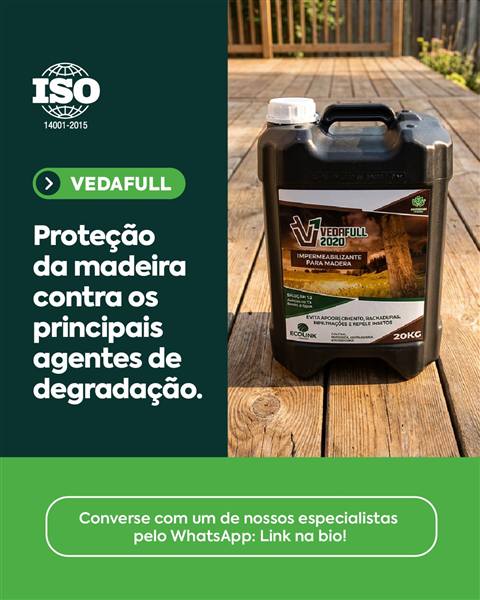 ISO
14001-2015
VEDAFULL
Proteção
da madeira
contra os
principais
agentes de
degradação.
VEDAFULL
2020
IMPERMEABILIZANTE
PARA MADEIRA
EVITA APODRECIMENTO, RACHADURAS,
INFILTRAÇÕES E REPELE INSETOS
ECOLINK
20KG
Converse com um de nossos especialistas
pelo WhatsApp: Link na bio!